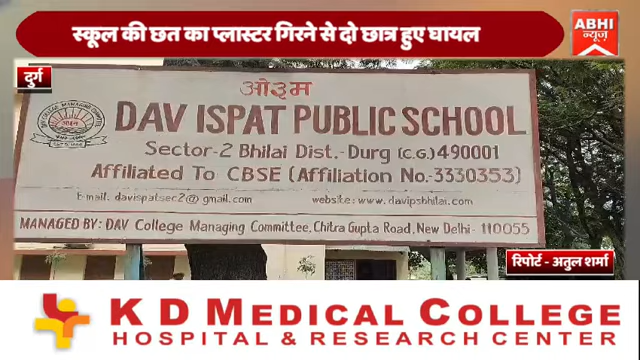 स्कूल की छत का प्लास्टर गिरने से दो छात्र हुए घायल
ABHI
न्यूज़
दुर्ग
ओ३म
DAV ISPAT PUBLIC SCHOOL
Sector-2 Bhilai Dist.-Durg (C.G.) 490001
Affiliated To CBSE (Affiliation No.-3330353)
E-mail: davispatsec2@gmail.com website: www.davipsbhilai.com
MANAGED BY: DAV College Managing Committee, Chitra Gupta Road, New Delhi- 110055
रिपोर्ट - अतुल शर्मा
K D MEDICAL COLLEGE
HOSPITAL & RESEARCH CENTER